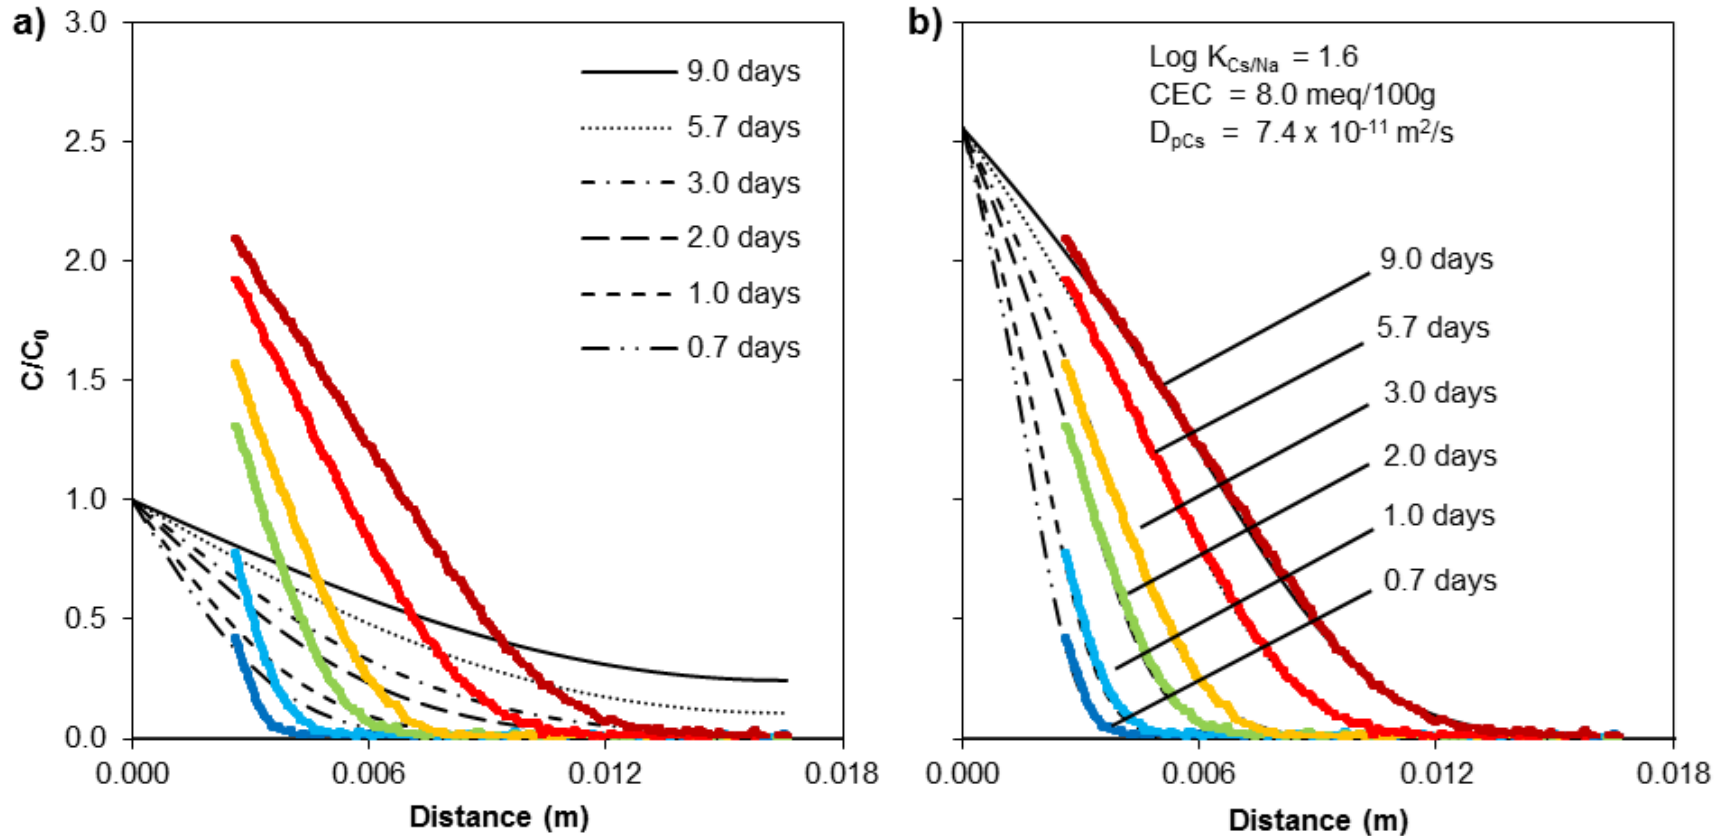 a)
3.0
2.5
2.0
1.5
1.0
0.5
0.0
C/C₀
9.0 days
5.7 days
3.0 days
2.0 days
1.0 days
0.7 days
0.000
0.006
0.012
0.018
Distance (m)
b)
Log K_Cs/Na = 1.6
CEC = 8.0 meq/100g
D_pCs = 7.4 x 10⁻¹¹ m²/s
9.0 days
5.7 days
3.0 days
2.0 days
1.0 days
0.7 days
0.000
0.006
0.012
0.018
Distance (m)